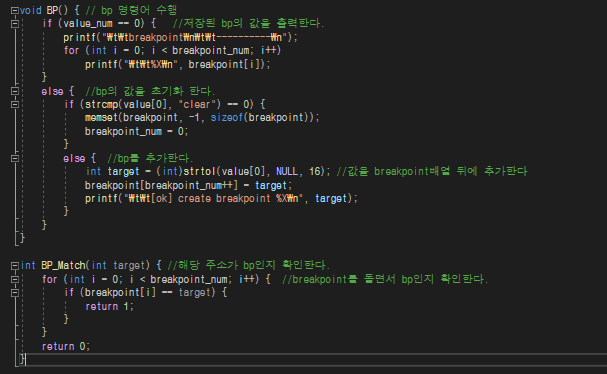 void BP() { // bp 명령어 수행
if (value_num == 0) { //저장된 bp의 값을 출력한다.
printf("₩t₩tbreakpoint₩n₩t₩t----------₩n");
for (int i = 0; i < breakpoint_num; i++)
printf("₩t₩t%X₩n", breakpoint[i]);
}
else { //bp의 값을 초기화 한다.
if (strcmp(value[0], "clear") == 0) {
memset(breakpoint, -1, sizeof(breakpoint));
breakpoint_num = 0;
}
else { //bp를 추가한다.
int target = (int)strtol(value[0], NULL, 16); //값을 breakpoint배열 뒤에 추가한다
breakpoint[breakpoint_num++] = target;
printf("₩t₩t[ok] create breakpoint %X₩n", target);
}
}
}
int BP_Match(int target) { //해당 주소가 bp인지 확인한다.
for (int i = 0; i < breakpoint_num; i++) { //breakpoint를 돌면서 bp인지 확인한다.
if (breakpoint[i] == target) {
return 1;
}
}
return 0;
}